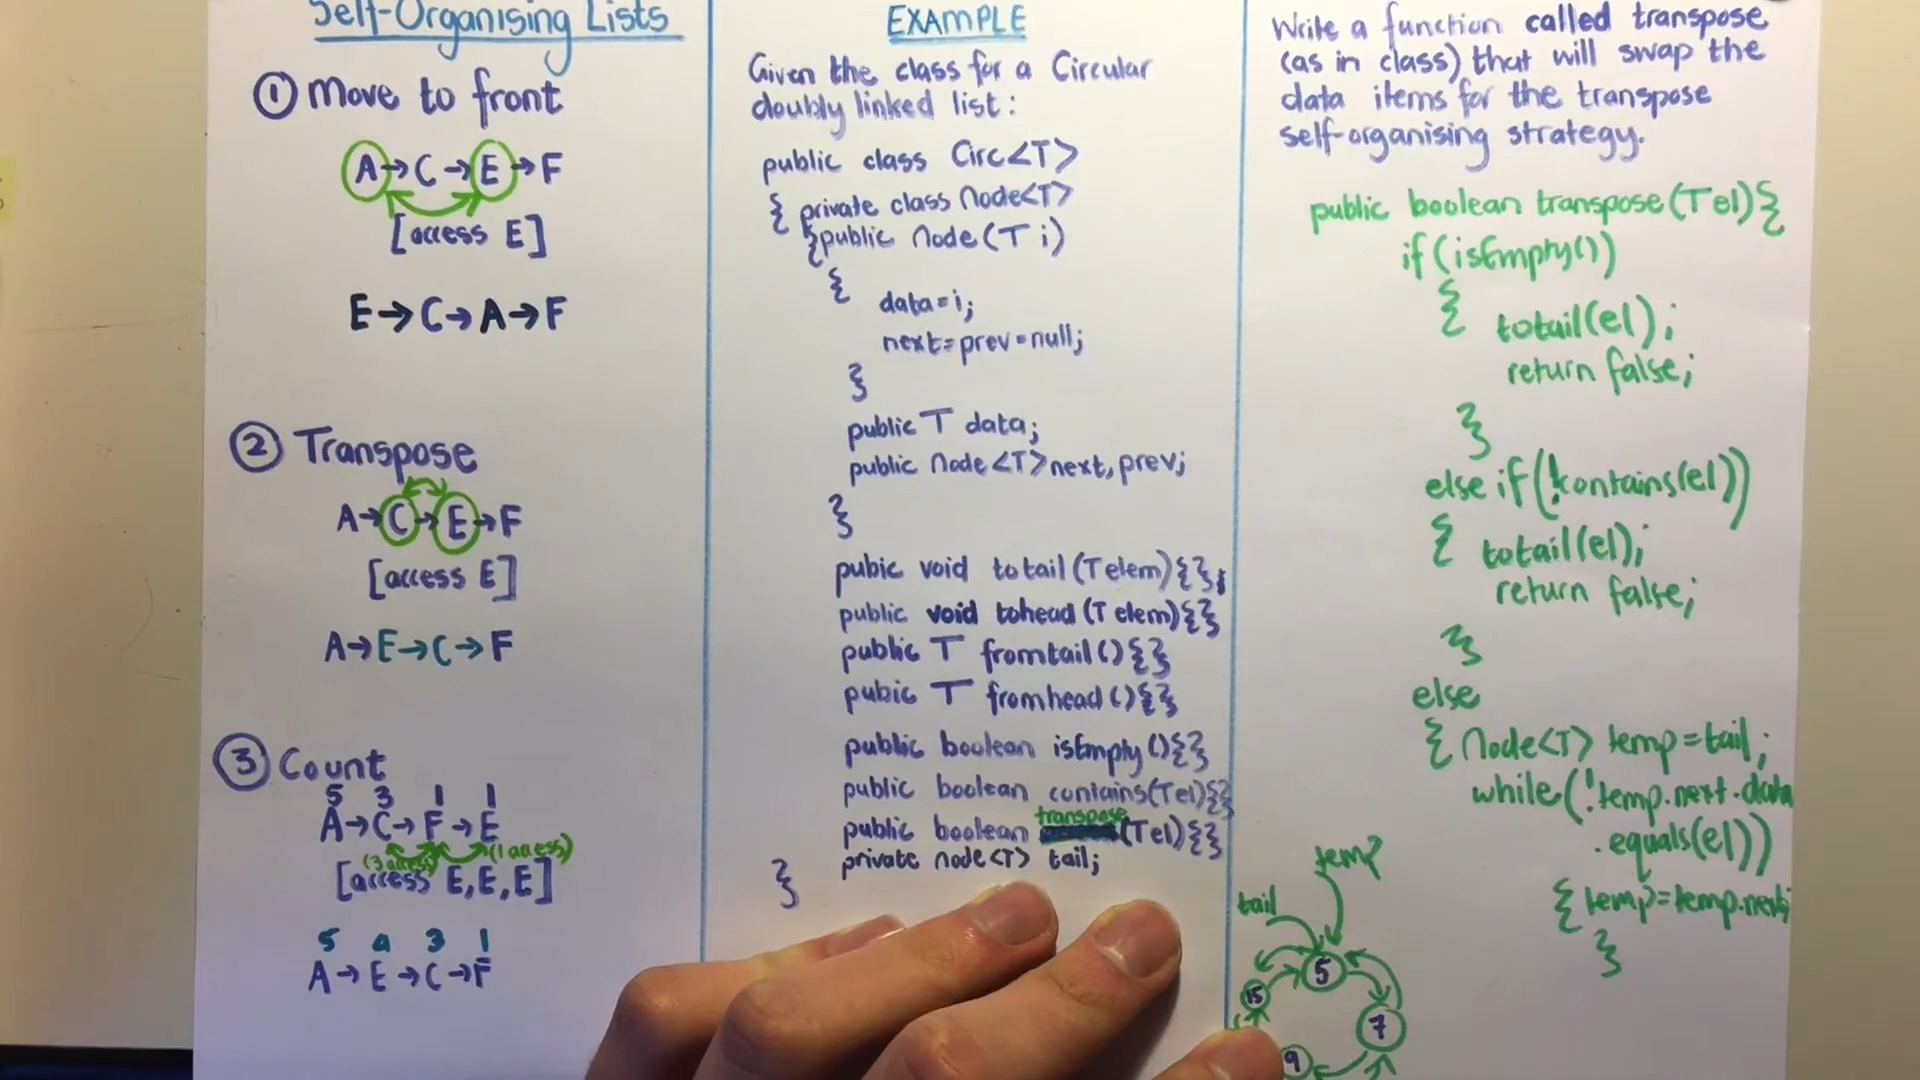 Self-Organising Lists
① Move to front
A→C→E→F
[access E]
E→C→A→F
② Transpose
A→C→E→F
[access E]
A→E→C→F
③ Count
5 3 1 1
A→C→F→E
(3 access) (1 access)
[access E,E,E]
5 a 3 1
A→E→C→F
EXAMPLE
Given the class for a Circular
doubly linked list:
public class Circ<T>
{ private class Node<T>
{public Node(T i)
{
data=i;
next=prev=null;
}
public T data;
public Node<T>next,prev;
}
pubic void totail(T elem){};
public void tohead(T elem){}
public T fromtail(){}
pubic T fromhead(){}
public boolean isEmpty(){}
public boolean contains(T el){}
transpose
public boolean (T el){}
private node<T> tail;
}
Write a function called transpose
(as in class) that will swap the
data items for the transpose
self-organising strategy.
public boolean transpose(T el){
if(isEmpty())
{ totail(el);
return false;
}
else if(!contains(el))
{ totail(el);
return false;
}
else
{ Node<T> temp=tail;
while(!temp.next.data
.equals(el))
{ temp=temp.next;
}
temp
tail
5
15
7
9